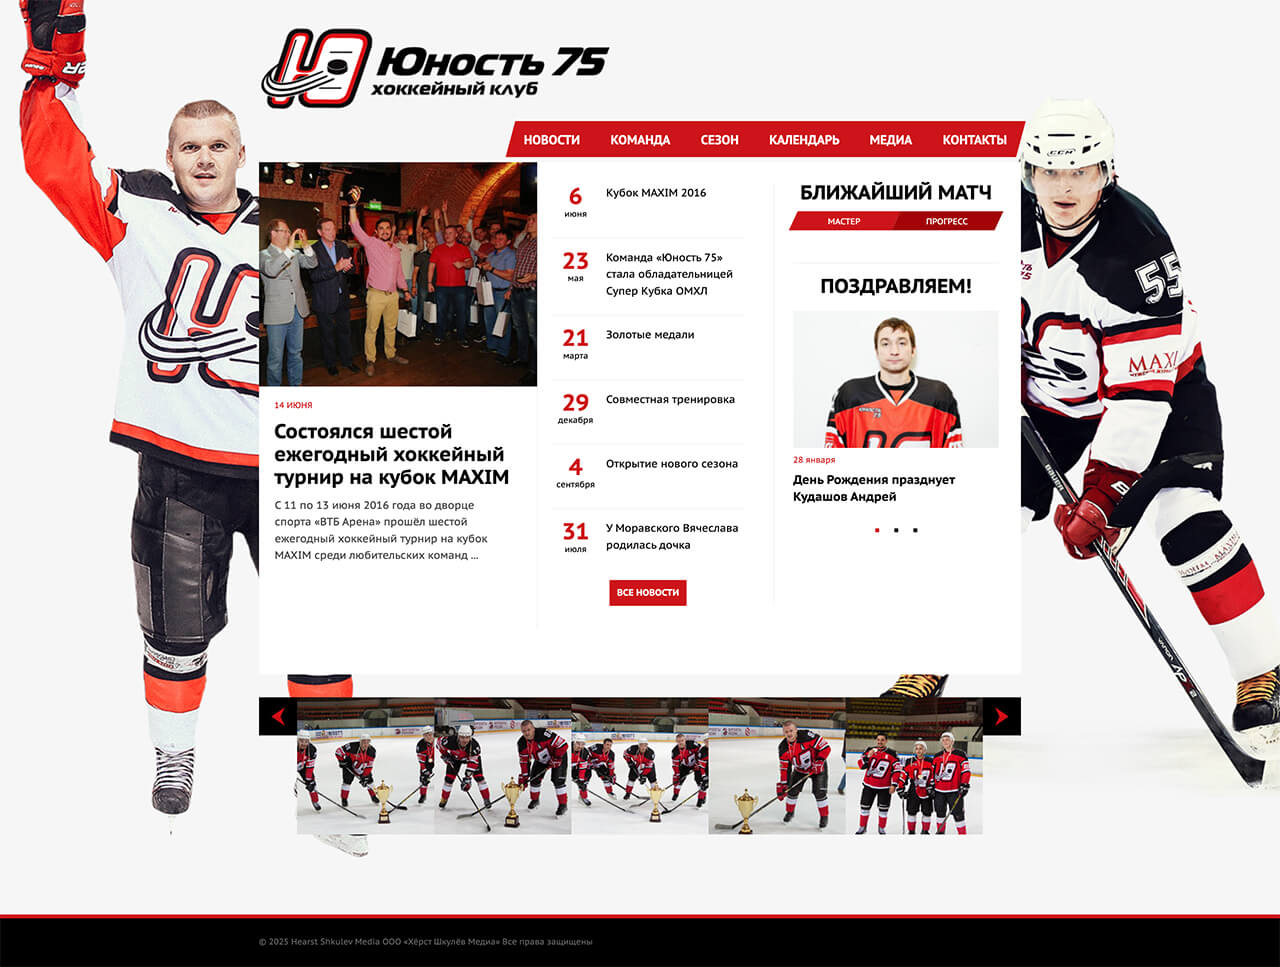 Юность 75
хоккейный клуб
НОВОСТИ КОМАНДА СЕЗОН КАЛЕНДАРЬ МЕДИА КОНТАКТЫ
14 ИЮНЯ
Состоялся шестой
ежегодный хоккейный
турнир на кубок MAXIM
С 11 по 13 июня 2016 года во дворце
спорта «ВТБ Арена» прошёл шестой
ежегодный хоккейный турнир на кубок
MAXIM среди любительских команд ...
6
июня
Кубок MAXIM 2016
23
мая
Команда «Юность 75»
стала обладательницей
Супер Кубка ОМХЛ
21
марта
Золотые медали
29
декабря
Совместная тренировка
4
сентября
Открытие нового сезона
31
июля
У Моравского Вячеслава
родилась дочка
ВСЕ НОВОСТИ
БЛИЖАЙШИЙ МАТЧ
МАСТЕР ПРОГРЕСС
ПОЗДРАВЛЯЕМ!
28 января
День Рождения празднует
Кудашов Андрей
CCM
55
MAXI
© 2025 Hearst Shkulev Media ООО «Хёрст Шкулёв Медиа» Все права защищены